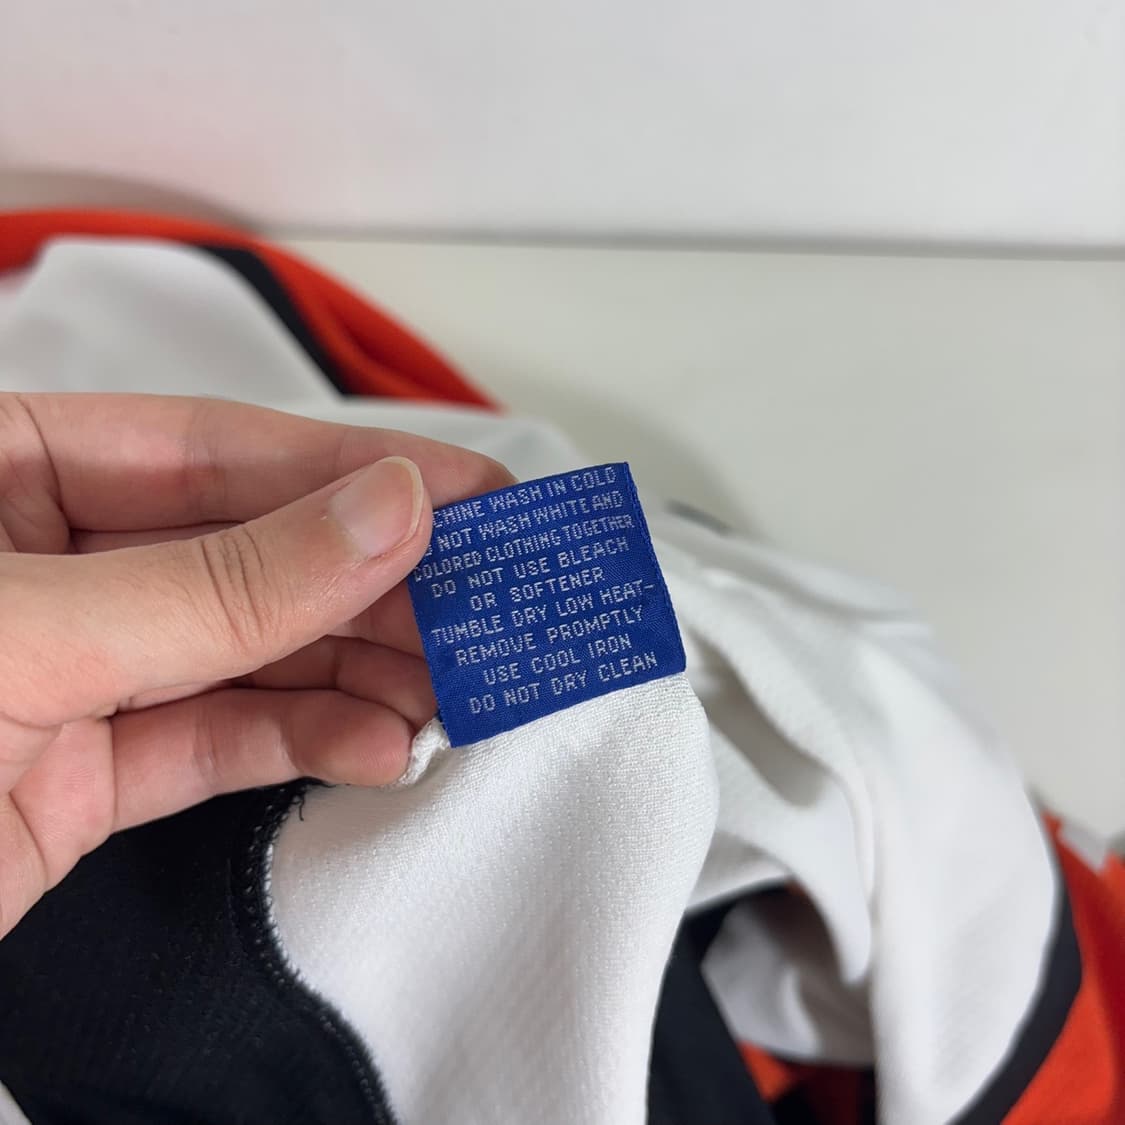 CHINE WASH IN COLD
NOT WASH WHITE AND
COLORED CLOTHING TOGETHER
DO NOT USE BLEACH
OR SOFTENER
TUMBLE DRY LOW HEAT-
REMOVE PROMPTLY
USE COOL IRON
DO NOT DRY CLEAN